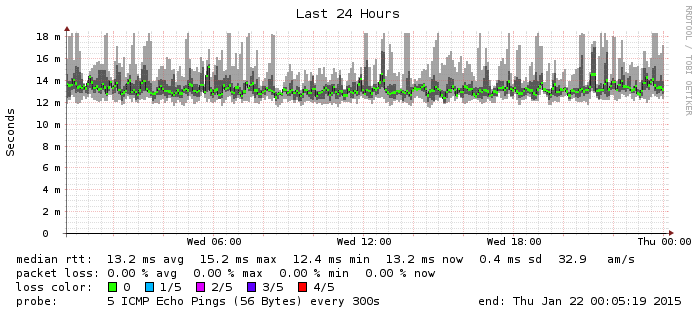 Last 24 Hours
RRDTOOL / TOBI OETIKER
Seconds
18 m
16 m
14 m
12 m
10 m
8 m
6 m
4 m
2 m
0
Wed 06:00 Wed 12:00 Wed 18:00 Thu 00:00
median rtt: 13.2 ms avg 15.2 ms max 12.4 ms min 13.2 ms now 0.4 ms sd 32.9 am/s
packet loss: 0.00 % avg 0.00 % max 0.00 % min 0.00 % now
loss color: 0 1/5 2/5 3/5 4/5
probe: 5 ICMP Echo Pings (56 Bytes) every 300s end: Thu Jan 22 00:05:19 2015